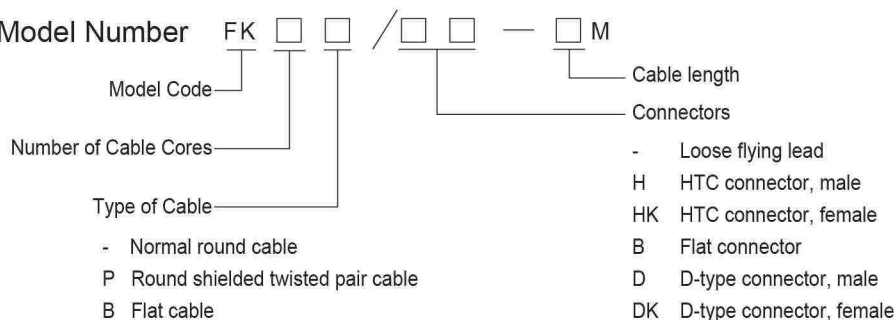 Model Number FK □ □ / □ □ — □ M
Model Code
Cable length
Connectors
Number of Cable Cores
- Loose flying lead
H HTC connector, male
Type of Cable
HK HTC connector, female
- Normal round cable
B Flat connector
P Round shielded twisted pair cable
D D-type connector, male
B Flat cable
DK D-type connector, female